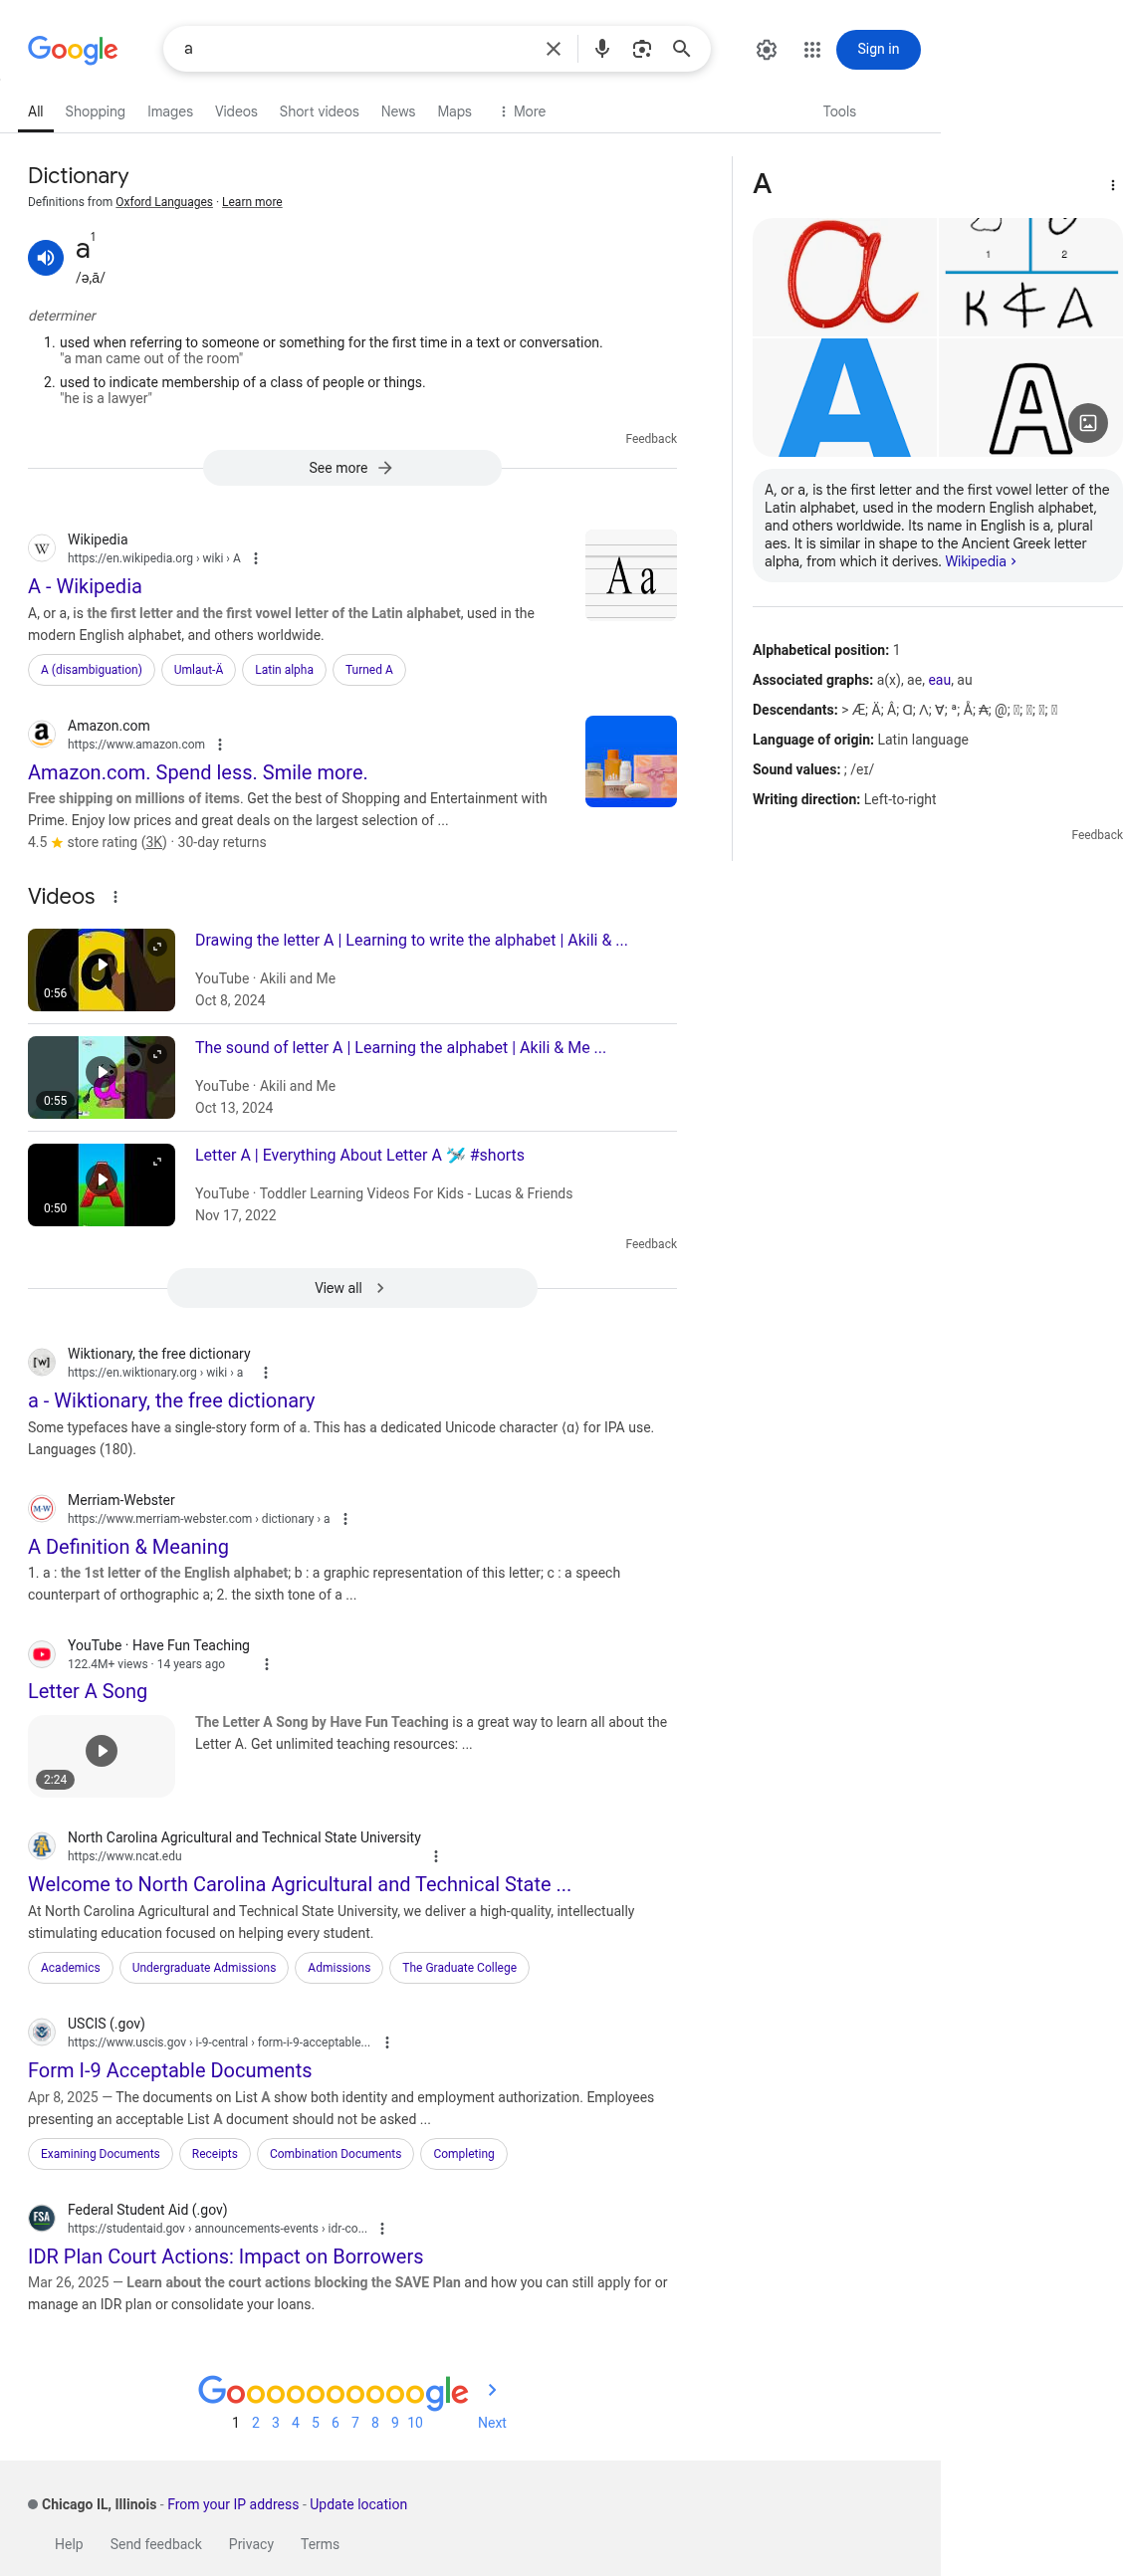 Google
a
Sign in
All
Shopping
Images
Videos
Short videos
News
Maps
More
Tools
Dictionary
Definitions from Oxford Languages · Learn more
a1
/ə,ā/
determiner
1. used when referring to someone or something for the first time in a text or conversation.
"a man came out of the room"
2. used to indicate membership of a class of people or things.
"he is a lawyer"
Feedback
See more
Wikipedia
https://en.wikipedia.org › wiki › A
A - Wikipedia
A, or a, is the first letter and the first vowel letter of the Latin alphabet, used in the
modern English alphabet, and others worldwide.
A a
A (disambiguation)
Umlaut-Ä
Latin alpha
Turned A
Amazon.com
https://www.amazon.com
Amazon.com. Spend less. Smile more.
Free shipping on millions of items. Get the best of Shopping and Entertainment with
Prime. Enjoy low prices and great deals on the largest selection of ...
4.5 ★ store rating (3K) · 30-day returns
Videos
0:56
Drawing the letter A | Learning to write the alphabet | Akili & ...
YouTube · Akili and Me
Oct 8, 2024
0:55
The sound of letter A | Learning the alphabet | Akili & Me ...
YouTube · Akili and Me
Oct 13, 2024
0:50
Letter A | Everything About Letter A 🛩️ #shorts
YouTube · Toddler Learning Videos For Kids - Lucas & Friends
Nov 17, 2022
Feedback
View all
Wiktionary, the free dictionary
https://en.wiktionary.org › wiki › a
a - Wiktionary, the free dictionary
Some typefaces have a single-story form of a. This has a dedicated Unicode character ⟨ɑ⟩ for IPA use.
Languages (180).
Merriam-Webster
https://www.merriam-webster.com › dictionary › a
A Definition & Meaning
1. a : the 1st letter of the English alphabet; b : a graphic representation of this letter; c : a speech
counterpart of orthographic a; 2. the sixth tone of a ...
YouTube · Have Fun Teaching
122.4M+ views · 14 years ago
Letter A Song
2:24
The Letter A Song by Have Fun Teaching is a great way to learn all about the
Letter A. Get unlimited teaching resources: ...
North Carolina Agricultural and Technical State University
https://www.ncat.edu
Welcome to North Carolina Agricultural and Technical State ...
At North Carolina Agricultural and Technical State University, we deliver a high-quality, intellectually
stimulating education focused on helping every student.
Academics
Undergraduate Admissions
Admissions
The Graduate College
USCIS (.gov)
https://www.uscis.gov › i-9-central › form-i-9-acceptable...
Form I-9 Acceptable Documents
Apr 8, 2025 — The documents on List A show both identity and employment authorization. Employees
presenting an acceptable List A document should not be asked ...
Examining Documents
Receipts
Combination Documents
Completing
FSA
Federal Student Aid (.gov)
https://studentaid.gov › announcements-events › idr-co...
IDR Plan Court Actions: Impact on Borrowers
Mar 26, 2025 — Learn about the court actions blocking the SAVE Plan and how you can still apply for or
manage an IDR plan or consolidate your loans.
A
a
1 2
A
A
A, or a, is the first letter and the first vowel letter of the
Latin alphabet, used in the modern English alphabet,
and others worldwide. Its name in English is a, plural
aes. It is similar in shape to the Ancient Greek letter
alpha, from which it derives. Wikipedia ›
Alphabetical position: 1
Associated graphs: a(x), ae, eau, au
Descendants: > Æ; Ä; Â; Ɑ; Λ; Ɐ; ª; Å; ₳; @;
Language of origin: Latin language
Sound values: ; /eɪ/
Writing direction: Left-to-right
Feedback
Goooooooooogle
1 2 3 4 5 6 7 8 9 10 Next
Chicago IL, Illinois - From your IP address - Update location
Help
Send feedback
Privacy
Terms